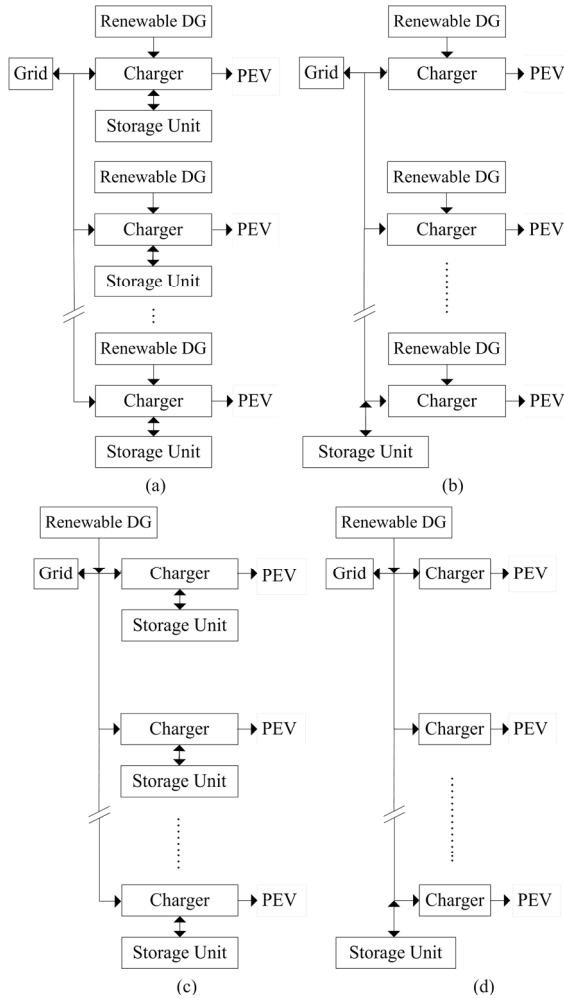 Renewable DG
Grid
Charger
PEV
Storage Unit
Renewable DG
Charger
PEV
Storage Unit
Renewable DG
Charger
PEV
Storage Unit
(a)
Renewable DG
Grid
Charger
PEV
Renewable DG
Charger
PEV
Renewable DG
Charger
PEV
Storage Unit
(b)
Renewable DG
Grid
Charger
PEV
Storage Unit
Charger
PEV
Storage Unit
Charger
PEV
Storage Unit
(c)
Renewable DG
Grid
Charger
PEV
Charger
PEV
Charger
PEV
Storage Unit
(d)